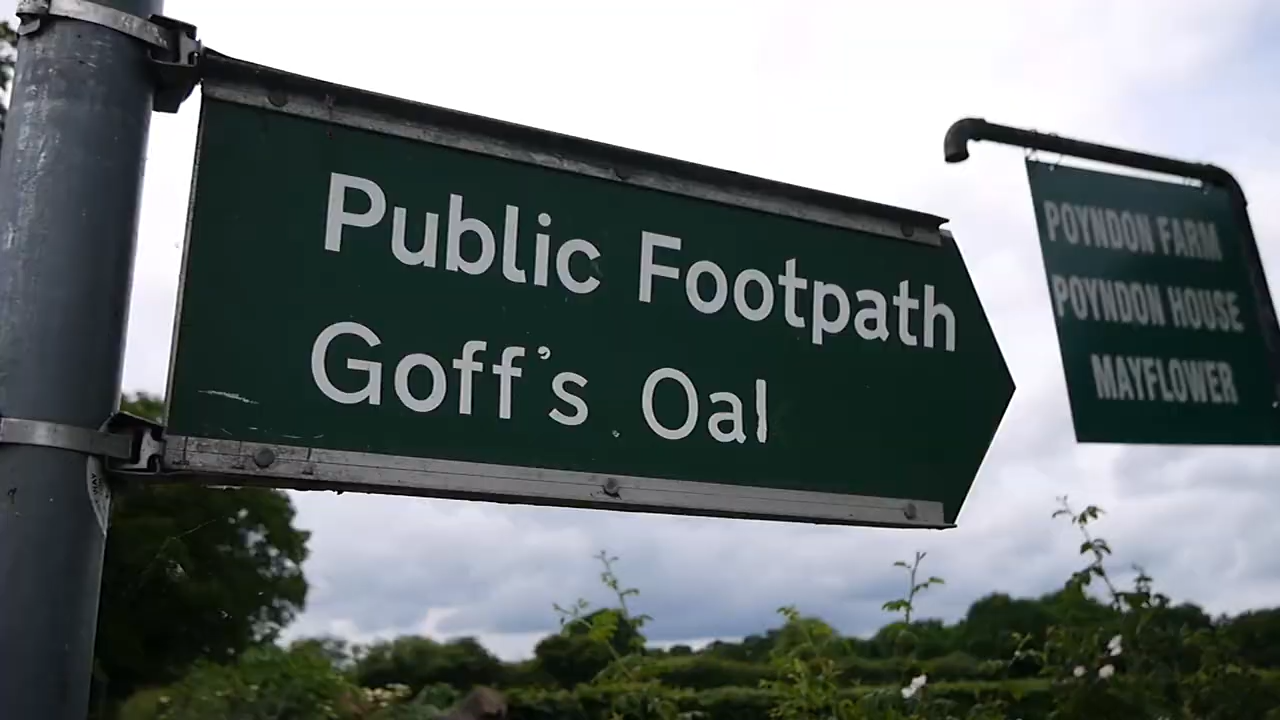 Public Footpath
Goff's Oal
POYNDON FARM
POYNDON HOUSE
MAYFLOWER